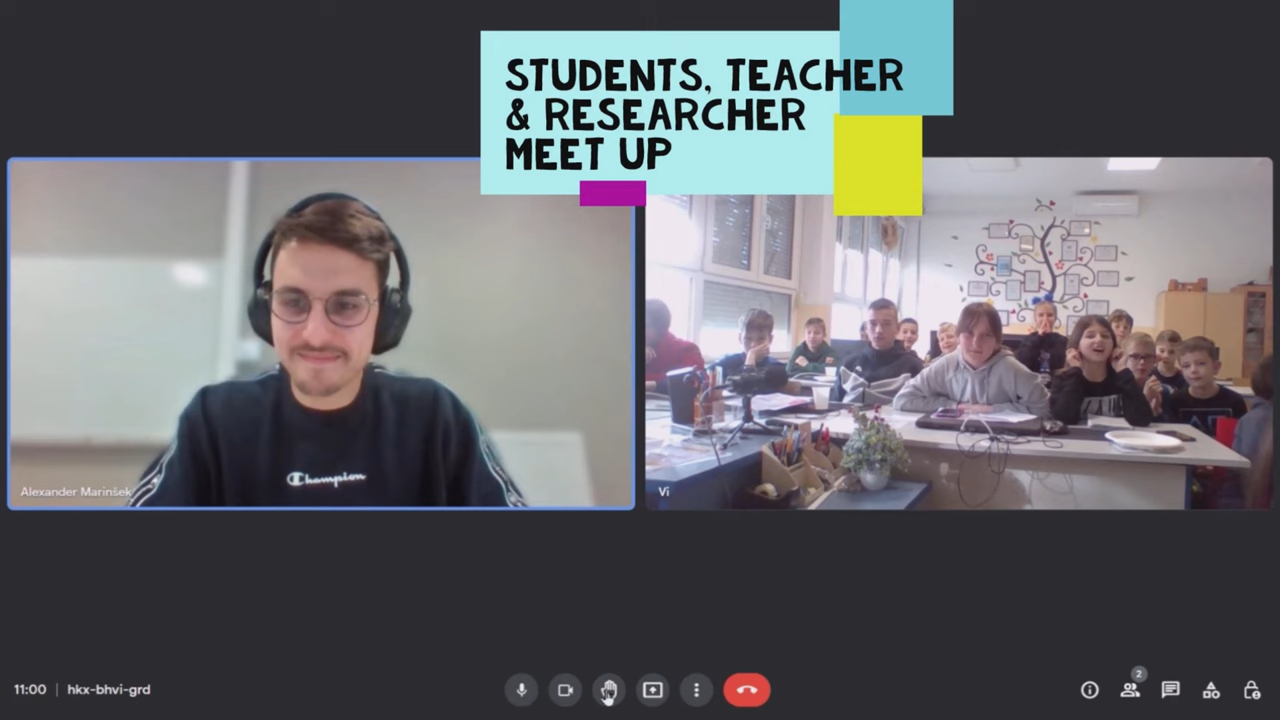 STUDENTS, TEACHER
& RESEARCHER
MEET UP
Champion
Alexander Marinšek
Vi
11:00 | hkx-bhvi-grd
2